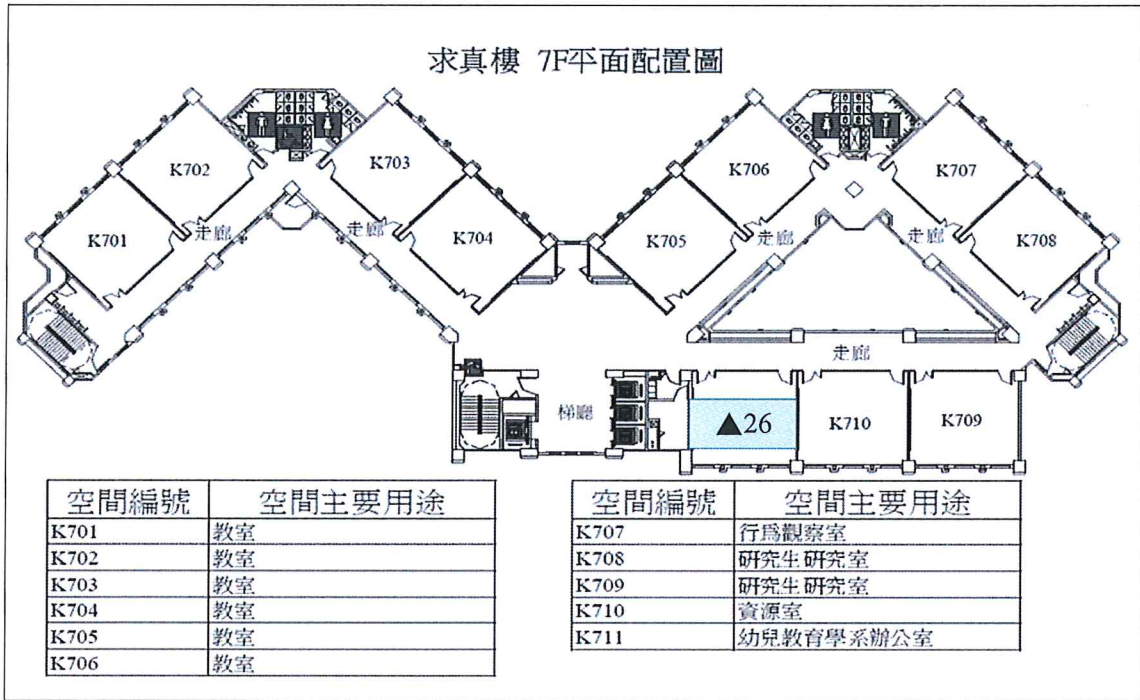 求真樓 7F平面配置圖
K702
K703
K706
K707
K701
走廊
走廊
K704
K705
走廊
走廊
K708
走廊
梯廳
▲26
K710
K709
空間編號 空間主要用途
K701 教室
K702 教室
K703 教室
K704 教室
K705 教室
K706 教室
空間編號 空間主要用途
K707 行為觀察室
K708 研究生研究室
K709 研究生研究室
K710 資源室
K711 幼兒教育學系辦公室